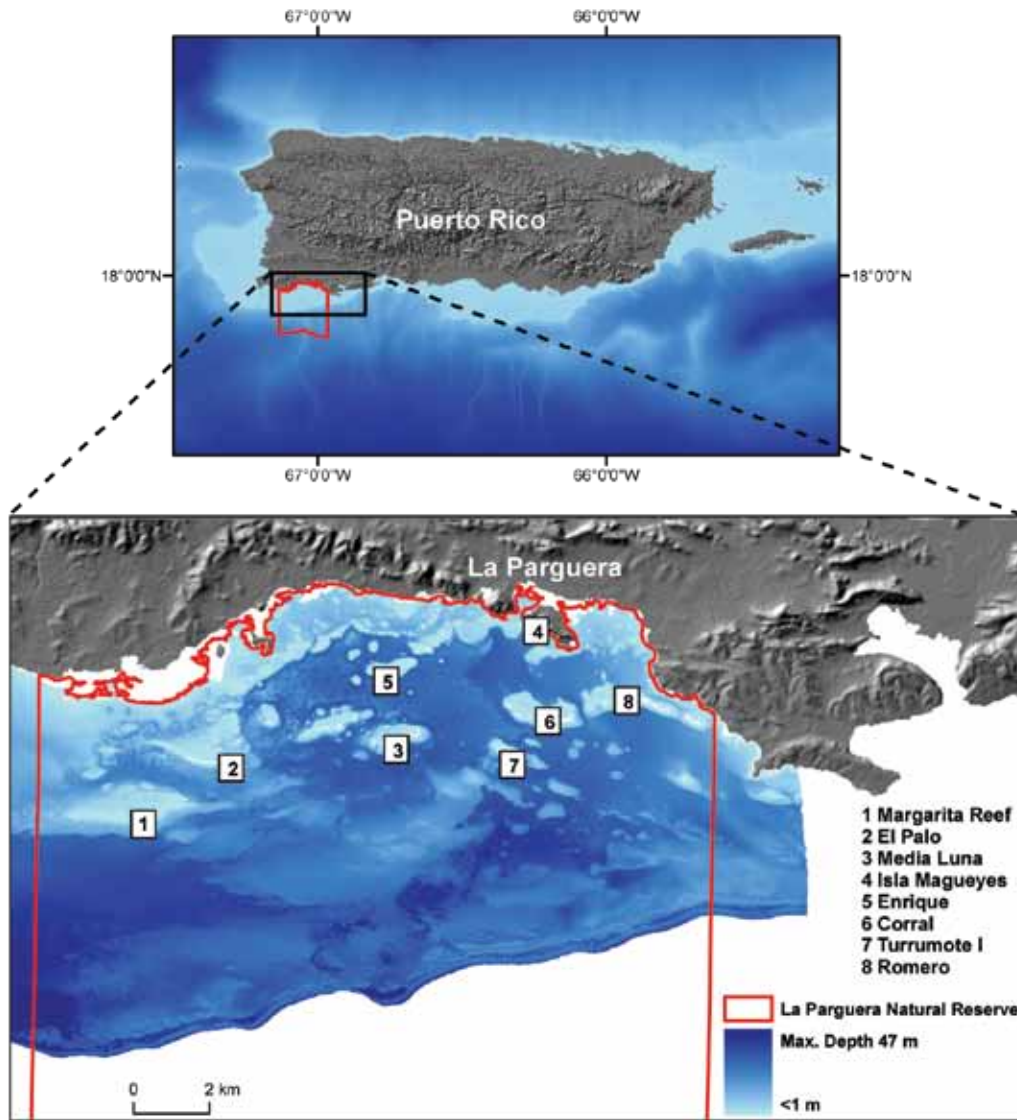 67°0'0"W 66°0'0"W
Puerto Rico
18°0'0"N 18°0'0"N
67°0'0"W 66°0'0"W
La Parguera
4
5
8
6
3
7
2
1
1 Margarita Reef
2 El Palo
3 Media Luna
4 Isla Magueyes
5 Enrique
6 Corral
7 Turrumote I
8 Romero
La Parguera Natural Reserve
Max. Depth 47 m
<1 m
0 2 km